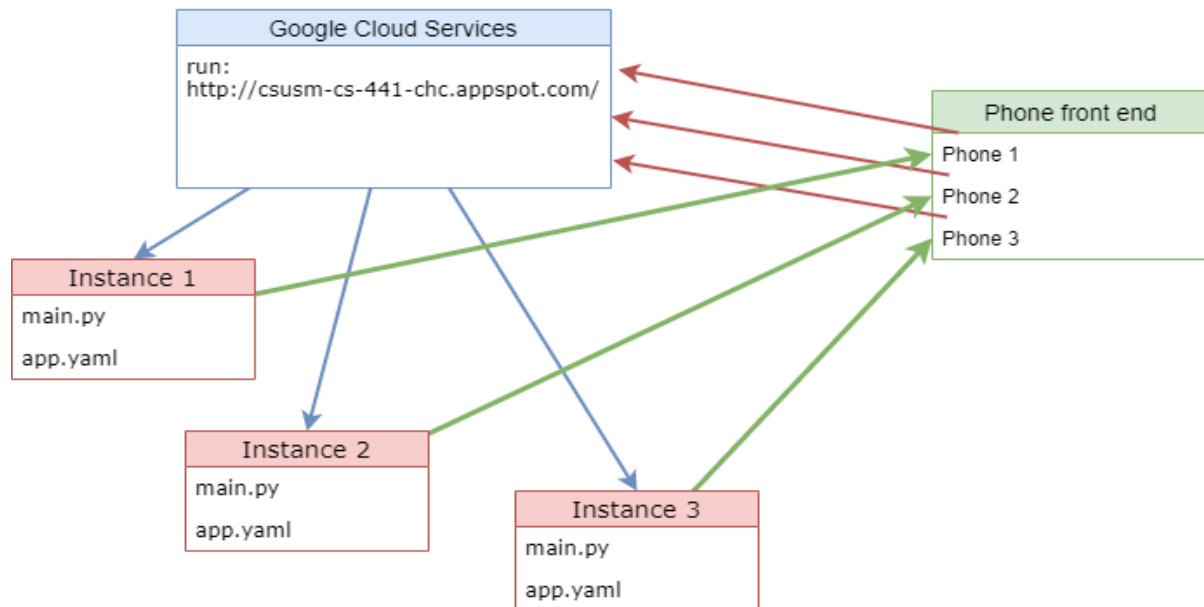 Google Cloud Services
run:
http://csusm-cs-441-chc.appspot.com/
Phone front end
Phone 1
Phone 2
Phone 3
Instance 1
main.py
app.yaml
Instance 2
main.py
app.yaml
Instance 3
main.py
app.yaml